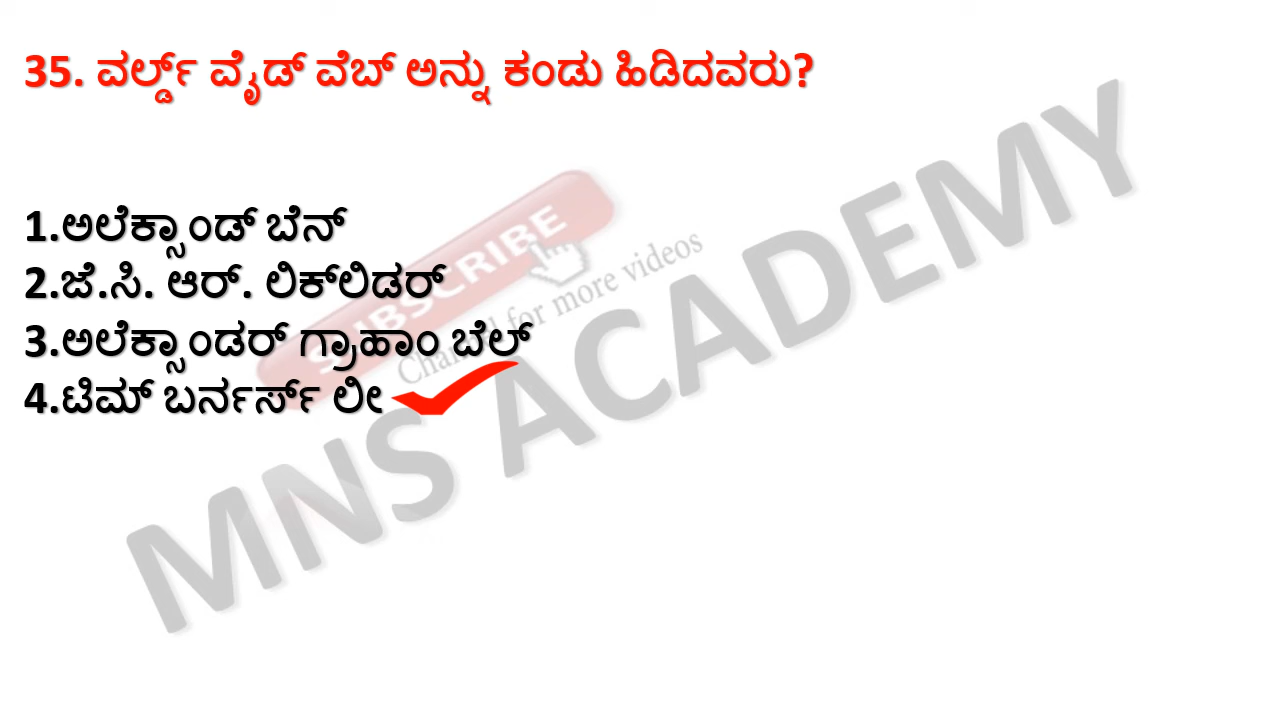 35. ವರ್ಲ್ಡ್ ವೈಡ್ ವೆಬ್ ಅನ್ನು ಕಂಡು ಹಿಡಿದವರು?
1.ಅಲೆಕ್ಸಾಂಡ್ ಬೆನ್
2.ಜೆ.ಸಿ. ಆರ್. ಲಿಕ್‌ಲಿಡರ್
3.ಅಲೆಕ್ಸಾಂಡರ್ ಗ್ರಾಹಾಂ ಬೆಲ್
4.ಟಿಮ್ ಬರ್ನರ್ಸ್ ಲೀ
SUBSCRIBE
Channel for more videos
MNS ACADEMY